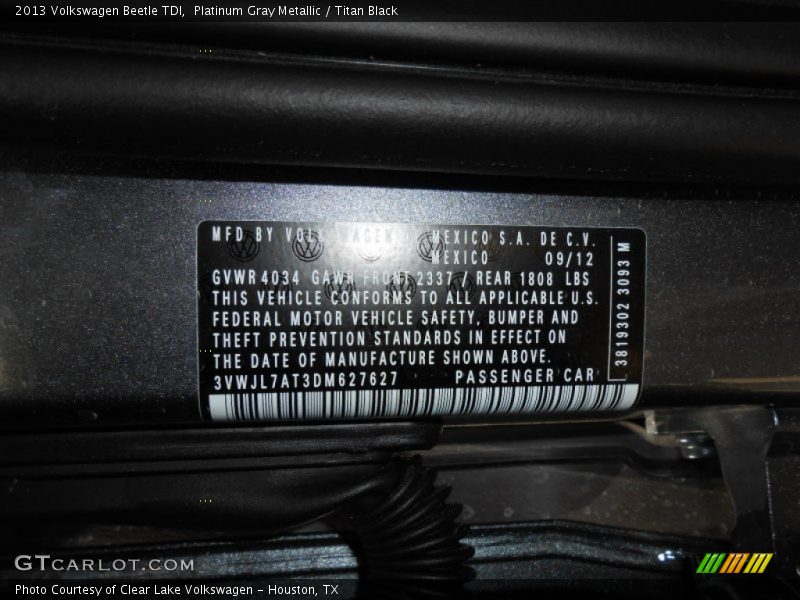 2013 Volkswagen Beetle TDI, Platinum Gray Metallic / Titan Black
MFD BY VOLKSWAGEN MEXICO S.A. DE C.V.
MEXICO 09/12
GVWR 4034 GAWR FRONT 2337 / REAR 1808 LBS
THIS VEHICLE CONFORMS TO ALL APPLICABLE U.S.
FEDERAL MOTOR VEHICLE SAFETY, BUMPER AND
THEFT PREVENTION STANDARDS IN EFFECT ON
THE DATE OF MANUFACTURE SHOWN ABOVE.
3VWJL7AT3DM627627 PASSENGER CAR
3819302 3093 M
GTCARLOT.COM
Photo Courtesy of Clear Lake Volkswagen - Houston, TX